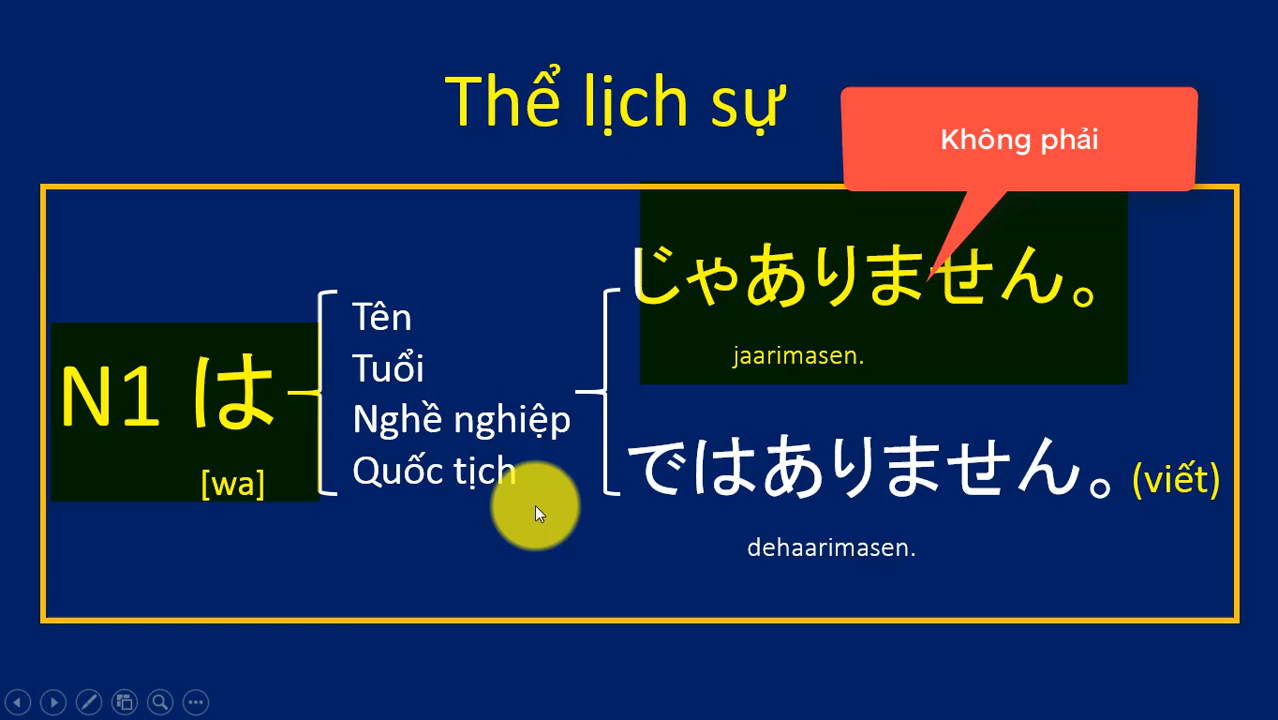 Thể lịch sự
Không phải
N1 は
[wa]
Tên
Tuổi
Nghề nghiệp
Quốc tịch
じゃありません。
jaarimasen.
ではありません。(viết)
dehaarimasen.